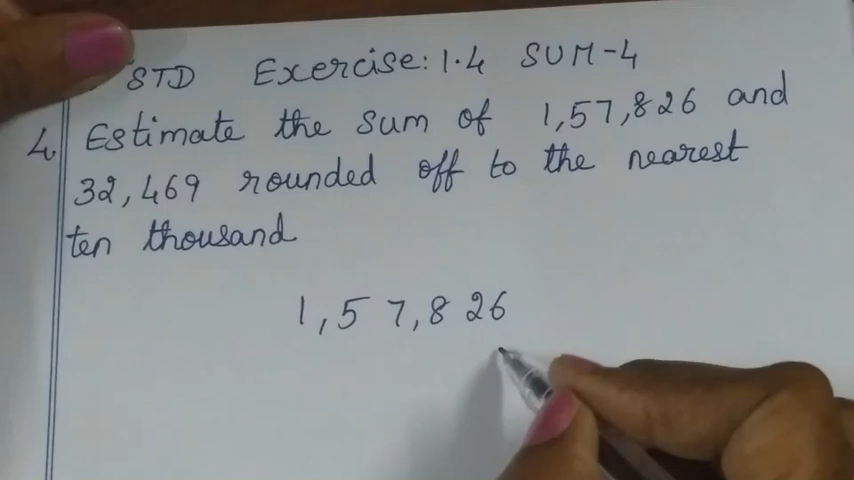 STD Exercise: 1.4 SUM-4
4. Estimate the sum of 1,57,826 and
32,469 rounded off to the nearest
ten thousand
1,57,826